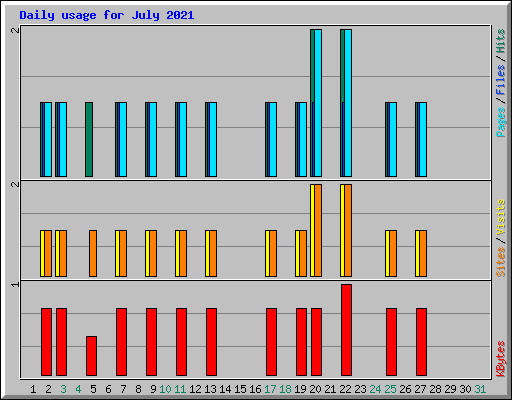 Daily usage for July 2021
2
Pages / Files / Hits
2
Sites / Visits
1
KBytes
1 2 3 4 5 6 7 8 9 10 11 12 13 14 15 16 17 18 19 20 21 22 23 24 25 26 27 28 29 30 31